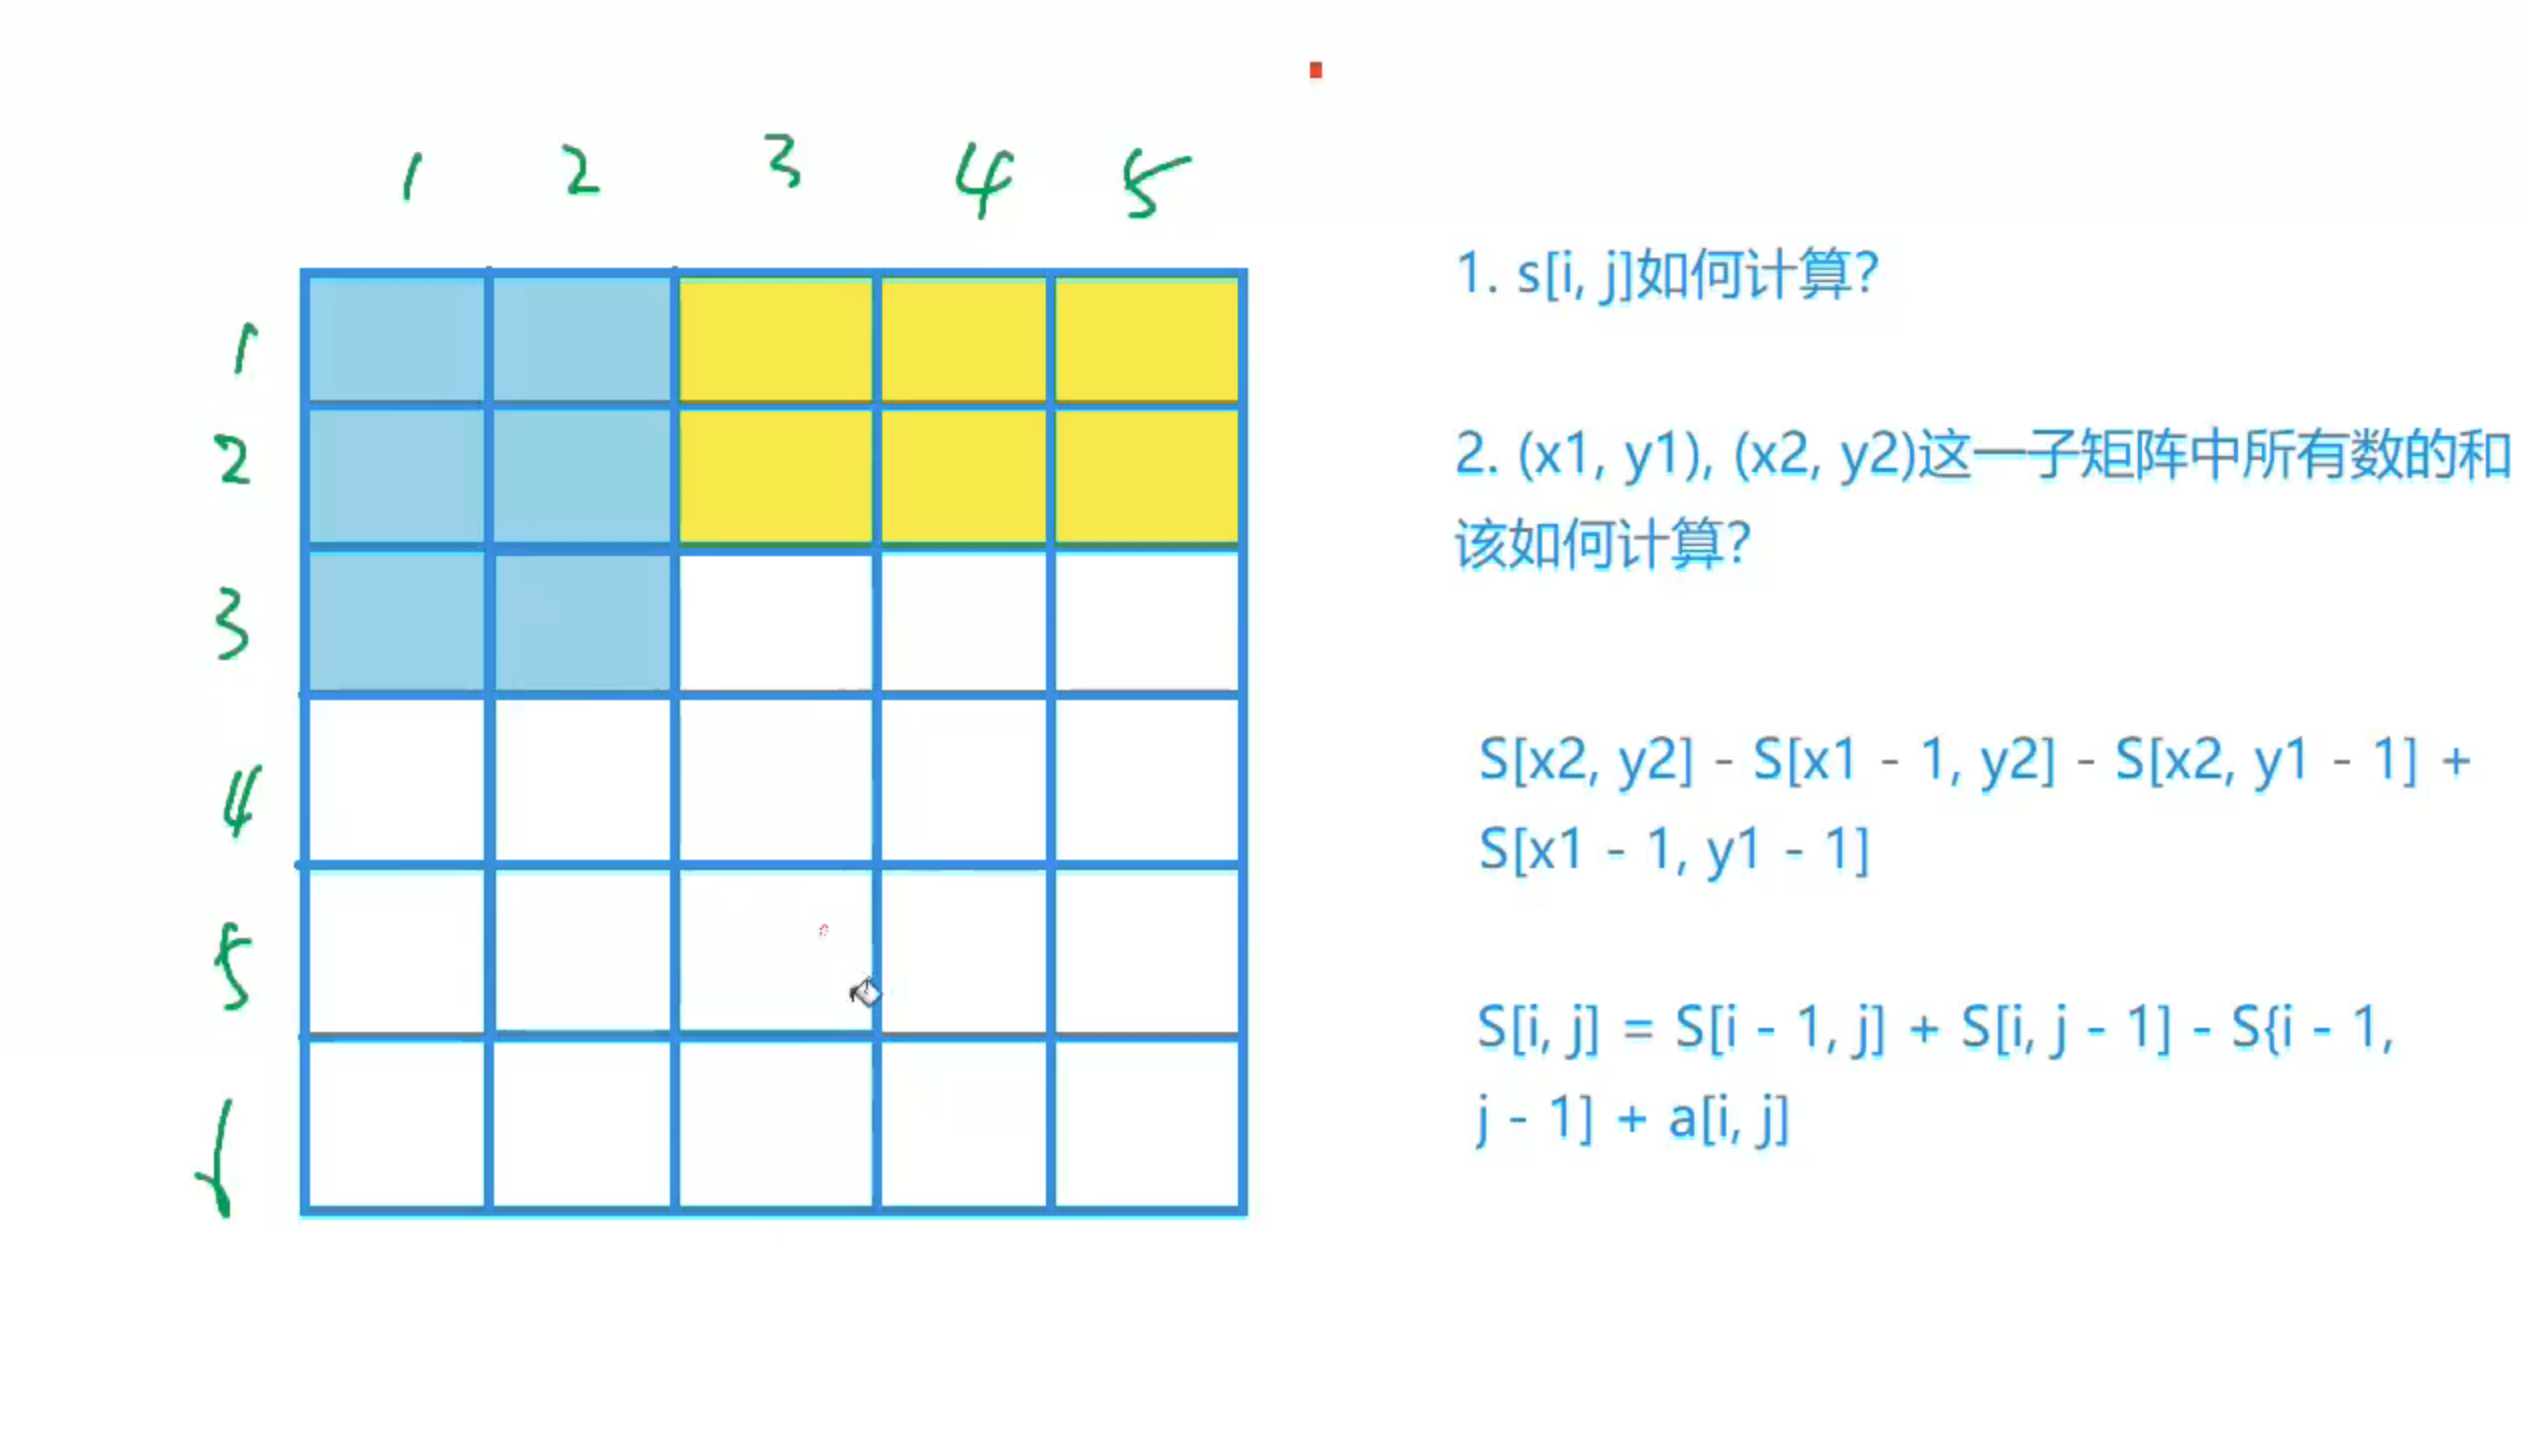 1 2 3 4 5
1
2
3
4
5
1. s[i, j]如何计算?
2. (x1, y1), (x2, y2)这一子矩阵中所有数的和
该如何计算?
S[x2, y2] - S[x1 - 1, y2] - S[x2, y1 - 1] +
S[x1 - 1, y1 - 1]
S[i, j] = S[i - 1, j] + S[i, j - 1] - S{i - 1,
j - 1] + a[i, j]